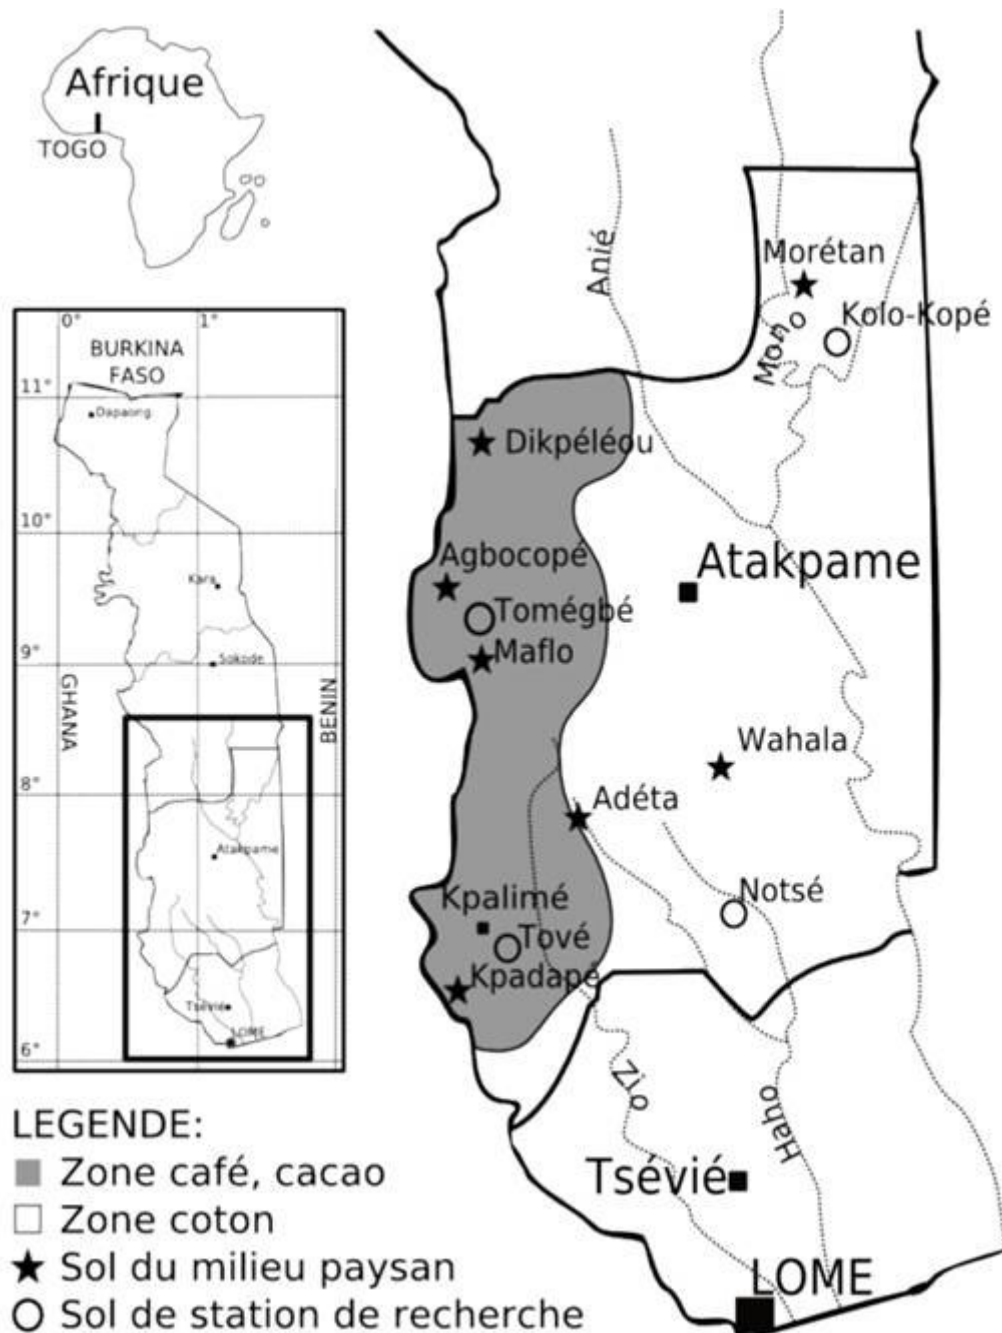 Afrique
TOGO
0°
1°
BURKINA
FASO
11°
Dapaong
10°
Kara
9°
Sokode
GHANA
BENIN
8°
Atakpame
7°
Tsévié
LOME
6°
Anié
Morétan
Kolo-Kopé
Mono
Dikpéléou
Agbocopé
Atakpame
Tomégbé
Maflo
Wahala
Adéta
Kpalimé
Notsé
Tové
Kpadapé
Zio
Haho
Tsévié
LOME
LEGENDE:
Zone café, cacao
Zone coton
Sol du milieu paysan
Sol de station de recherche